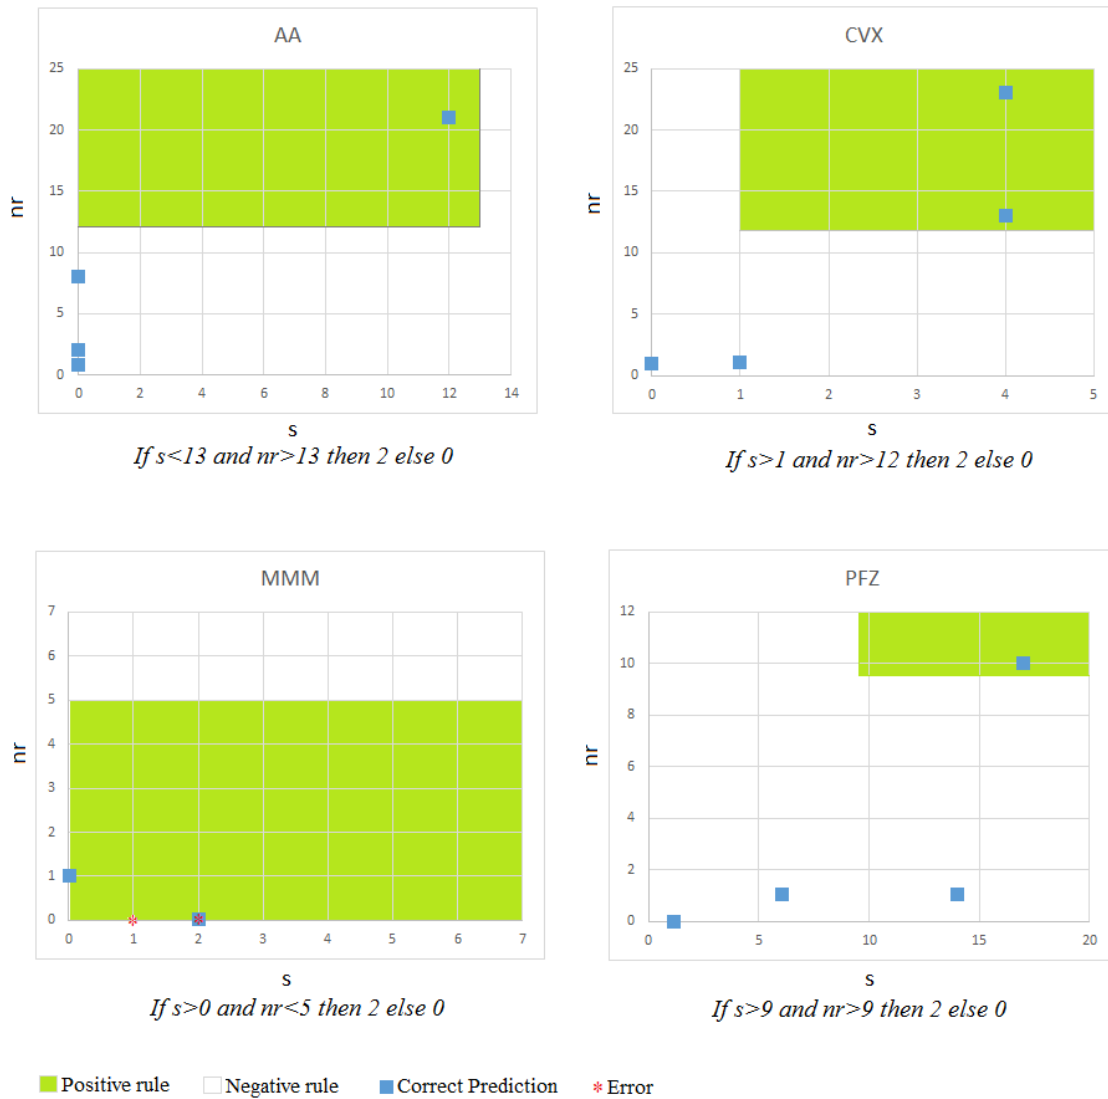 AA
25
20
15
10
5
0
nr
0 2 4 6 8 10 12 14
s
If s<13 and nr>13 then 2 else 0
CVX
25
20
15
10
5
0
nr
0 1 2 3 4 5
s
If s>1 and nr>12 then 2 else 0
MMM
7
6
5
4
3
2
1
0
nr
0 1 2 3 4 5 6 7
s
If s>0 and nr<5 then 2 else 0
PFZ
12
10
8
6
4
2
0
nr
0 5 10 15 20
s
If s>9 and nr>9 then 2 else 0
Positive rule Negative rule Correct Prediction * Error